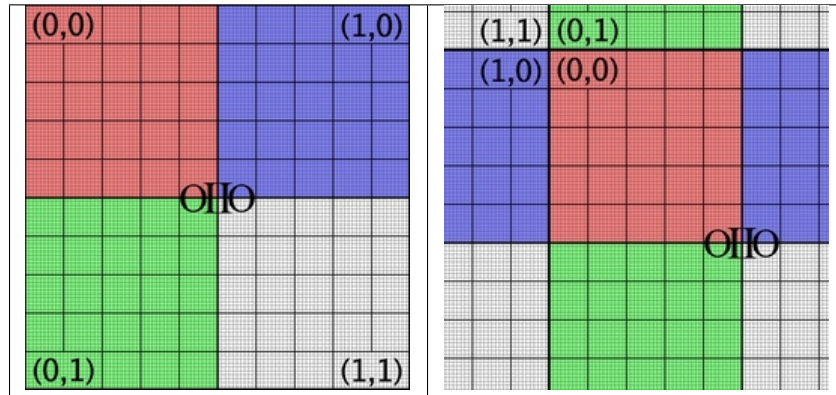 (0,0) (1,0)
OHO
(0,1) (1,1)
(1,1) (0,1)
(1,0) (0,0)
OHO